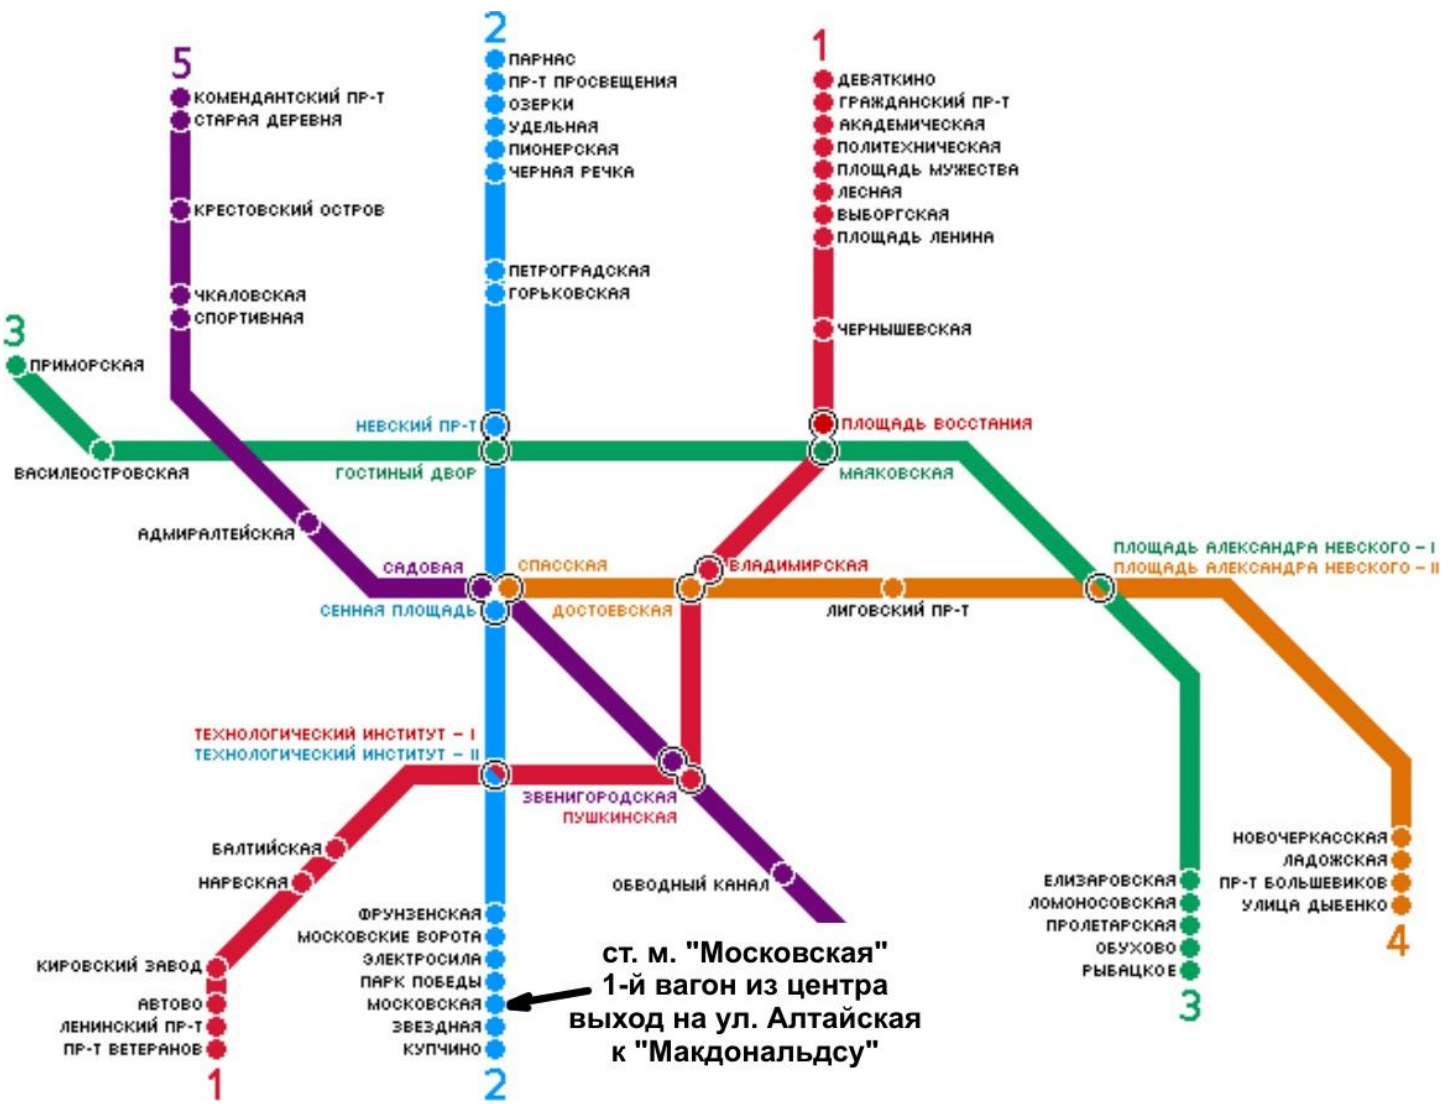 5
КОМЕНДАНТСКИЙ ПР-Т
СТАРАЯ ДЕРЕВНЯ
КРЕСТОВСКИЙ ОСТРОВ
ЧКАЛОВСКАЯ
СПОРТИВНАЯ
2
ПАРНАС
ПР-Т ПРОСВЕЩЕНИЯ
ОЗЕРКИ
УДЕЛЬНАЯ
ПИОНЕРСКАЯ
ЧЕРНАЯ РЕЧКА
ПЕТРОГРАДСКАЯ
ГОРЬКОВСКАЯ
1
ДЕВЯТКИНО
ГРАЖДАНСКИЙ ПР-Т
АКАДЕМИЧЕСКАЯ
ПОЛИТЕХНИЧЕСКАЯ
ПЛОЩАДЬ МУЖЕСТВА
ЛЕСНАЯ
ВЫБОРГСКАЯ
ПЛОЩАДЬ ЛЕНИНА
ЧЕРНЫШЕВСКАЯ
3
ПРИМОРСКАЯ
ВАСИЛЕОСТРОВСКАЯ
НЕВСКИЙ ПР-Т
ГОСТИНЫЙ ДВОР
ПЛОЩАДЬ ВОССТАНИЯ
МАЯКОВСКАЯ
АДМИРАЛТЕЙСКАЯ
САДОВАЯ
СПАССКАЯ
СЕННАЯ ПЛОЩАДЬ
ДОСТОЕВСКАЯ
ВЛАДИМИРСКАЯ
ЛИГОВСКИЙ ПР-Т
ПЛОЩАДЬ АЛЕКСАНДРА НЕВСКОГО – I
ПЛОЩАДЬ АЛЕКСАНДРА НЕВСКОГО – II
ТЕХНОЛОГИЧЕСКИЙ ИНСТИТУТ – I
ТЕХНОЛОГИЧЕСКИЙ ИНСТИТУТ – II
ЗВЕНИГОРОДСКАЯ
ПУШКИНСКАЯ
БАЛТИЙСКАЯ
НАРВСКАЯ
ОБВОДНЫЙ КАНАЛ
КИРОВСКИЙ ЗАВОД
АВТОВО
ЛЕНИНСКИЙ ПР-Т
ПР-Т ВЕТЕРАНОВ
1
ФРУНЗЕНСКАЯ
МОСКОВСКИЕ ВОРОТА
ЭЛЕКТРОСИЛА
ПАРК ПОБЕДЫ
МОСКОВСКАЯ
ЗВЕЗДНАЯ
КУПЧИНО
2
ст. м. "Московская"
1-й вагон из центра
выход на ул. Алтайская
к "Макдональдсу"
ЕЛИЗАРОВСКАЯ
ЛОМОНОСОВСКАЯ
ПРОЛЕТАРСКАЯ
ОБУХОВО
РЫБАЦКОЕ
3
НОВОЧЕРКАССКАЯ
ЛАДОЖСКАЯ
ПР-Т БОЛЬШЕВИКОВ
УЛИЦА ДЫБЕНКО
4